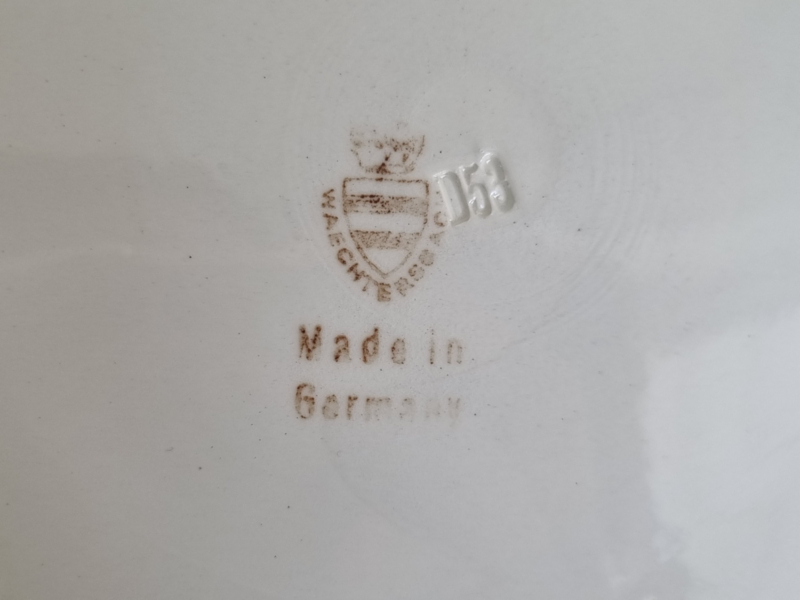 D53
WAECHTERSBACH
Made in
Germany